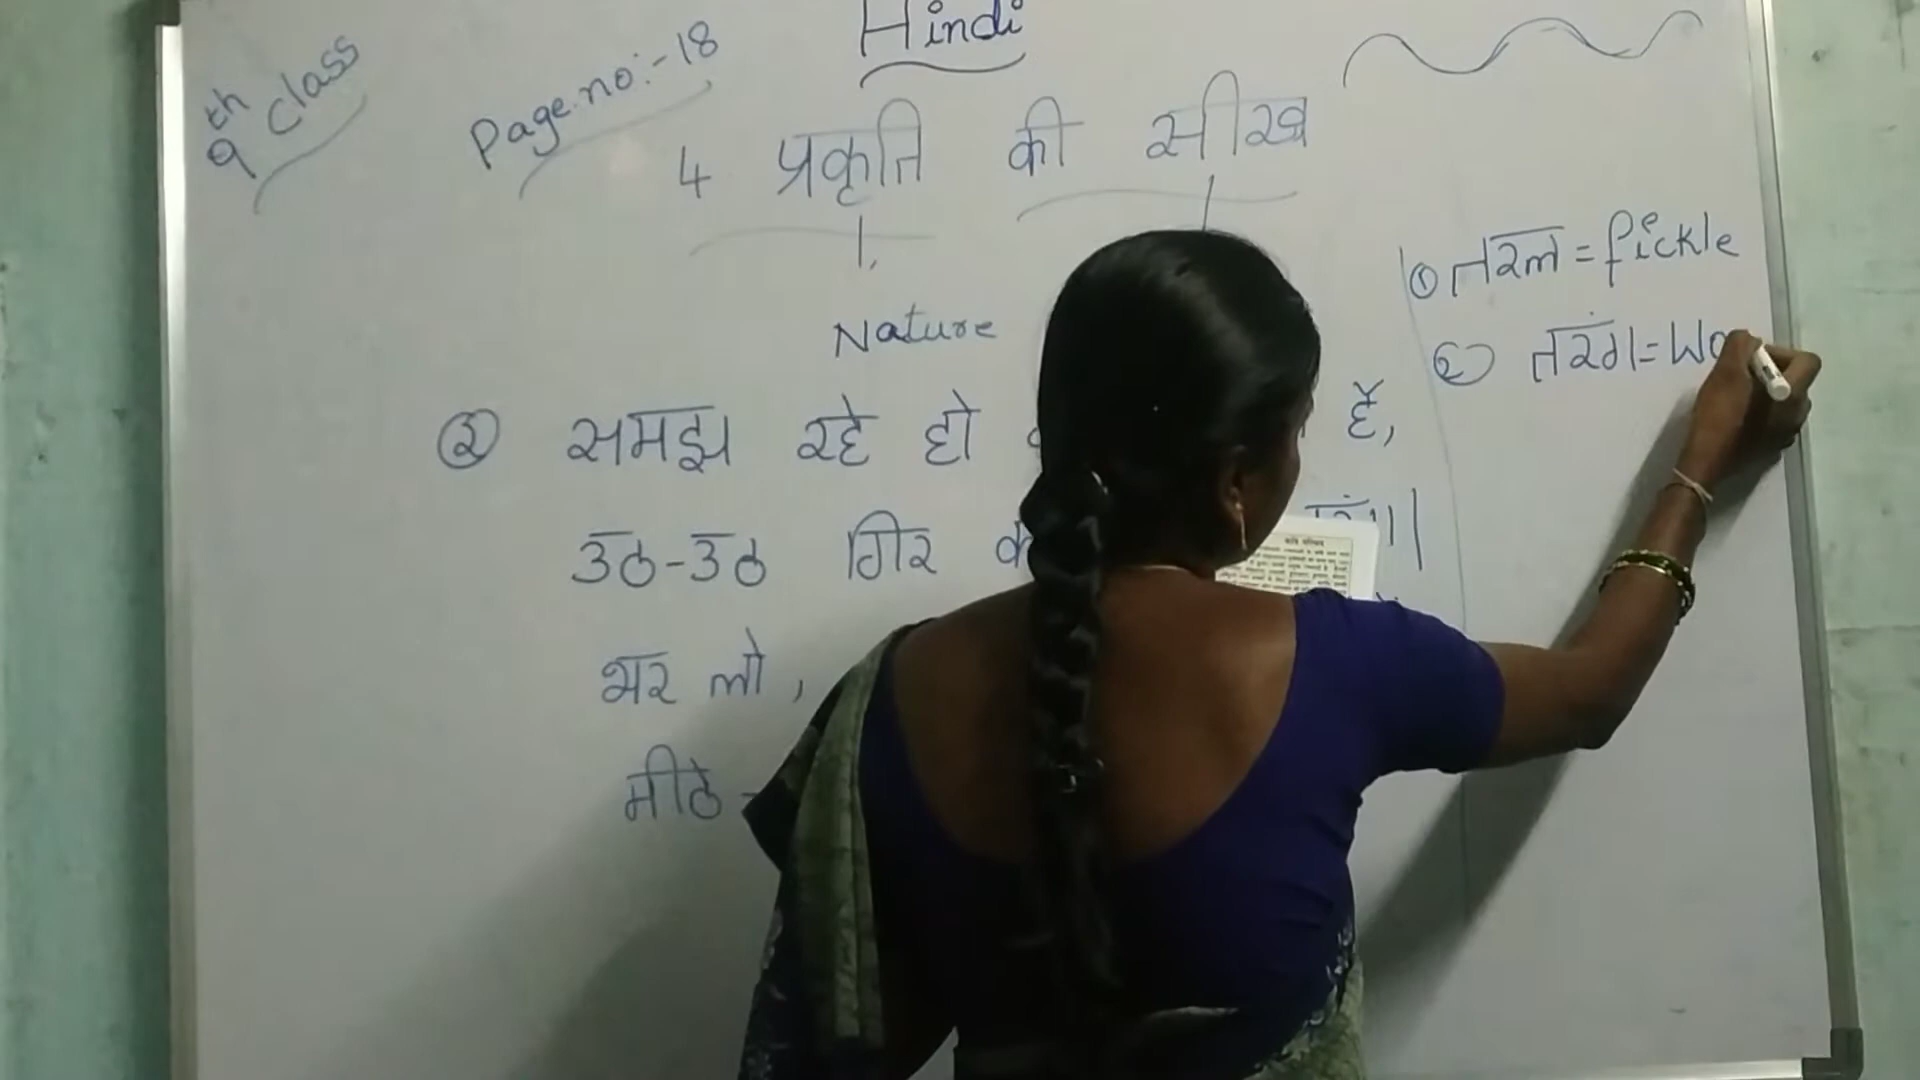 Hindi
9th Class
Page.no:-18
4 प्रकृति की सीख
Nature
② समझ रहे हो हैं,
उठ-उठ गिर
भर लो,
मीठे -
① तरल = fickle
② तरंग =